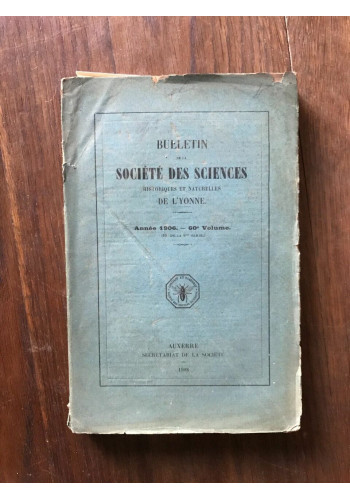 BULLETIN
DE LA
SOCIÉTÉ DES SCIENCES
HISTORIQUES ET NATURELLES
DE L'YONNE.
Année 1906. — 60e Volume.
AUXERRE
SECRÉTARIAT DE LA SOCIÉTÉ